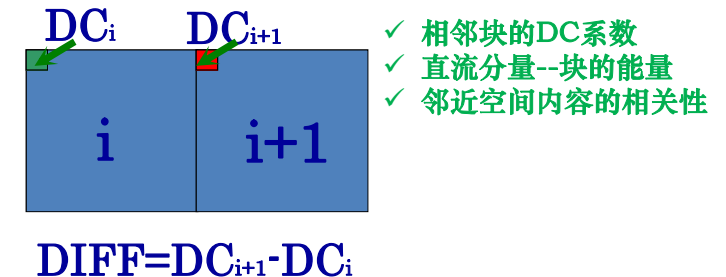 DCi DCi+1
✓ 相邻块的DC系数
✓ 直流分量--块的能量
✓ 邻近空间内容的相关性
i i+1
DIFF=DCi+1-DCi